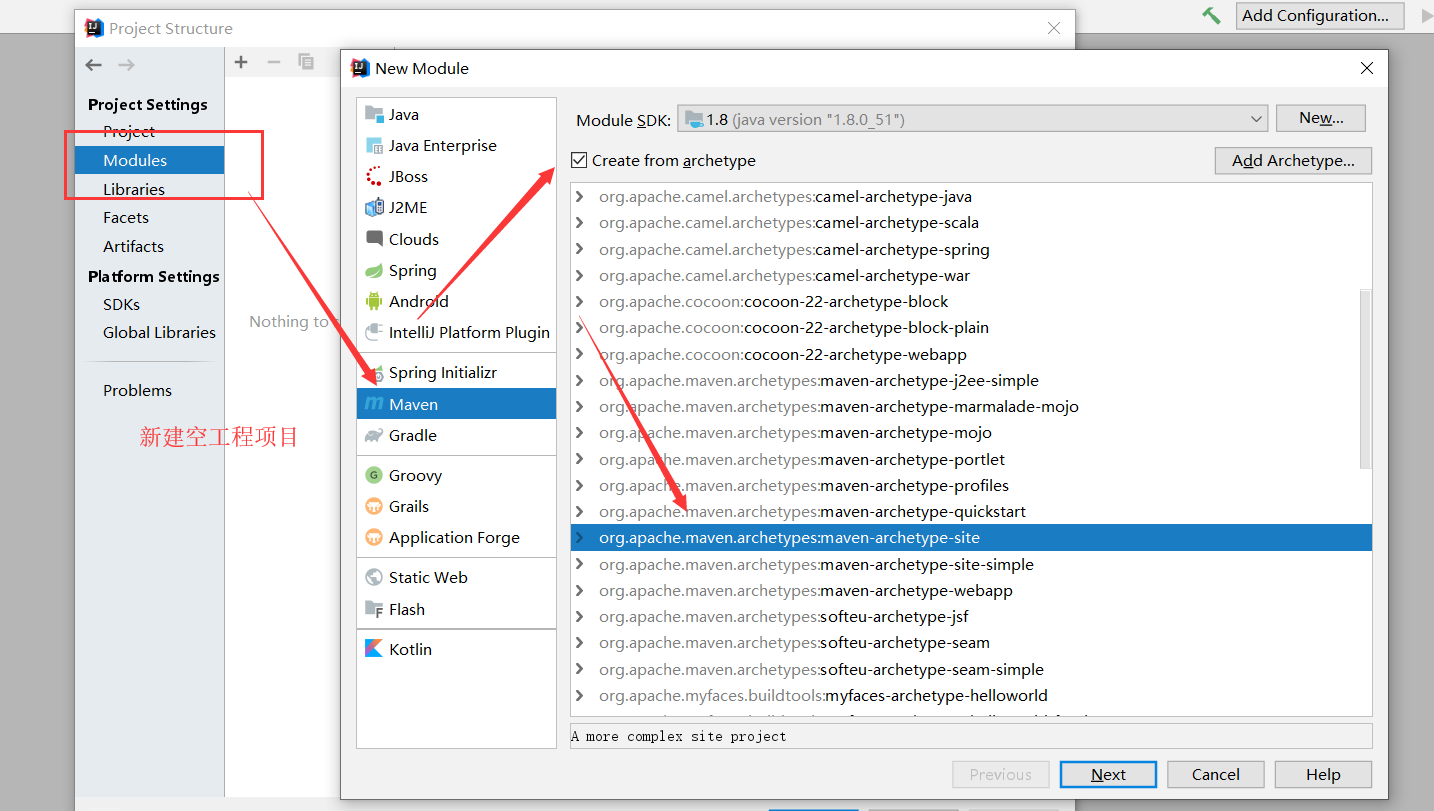 Project Structure
Add Configuration...
New Module
Project Settings
Project
Modules
Libraries
Facets
Artifacts
Platform Settings
SDKs
Global Libraries
Problems
Nothing to
新建空工程项目
Java
Java Enterprise
JBoss
J2ME
Clouds
Spring
Android
IntelliJ Platform Plugin
Spring Initializr
Maven
Gradle
Groovy
Grails
Application Forge
Static Web
Flash
Kotlin
Module SDK: 1.8 (java version "1.8.0_51") New...
Create from archetype Add Archetype...
org.apache.camel.archetypes:camel-archetype-java
org.apache.camel.archetypes:camel-archetype-scala
org.apache.camel.archetypes:camel-archetype-spring
org.apache.camel.archetypes:camel-archetype-war
org.apache.cocoon:cocoon-22-archetype-block
org.apache.cocoon:cocoon-22-archetype-block-plain
org.apache.cocoon:cocoon-22-archetype-webapp
org.apache.maven.archetypes:maven-archetype-j2ee-simple
org.apache.maven.archetypes:maven-archetype-marmalade-mojo
org.apache.maven.archetypes:maven-archetype-mojo
org.apache.maven.archetypes:maven-archetype-portlet
org.apache.maven.archetypes:maven-archetype-profiles
org.apache.maven.archetypes:maven-archetype-quickstart
org.apache.maven.archetypes:maven-archetype-site
org.apache.maven.archetypes:maven-archetype-site-simple
org.apache.maven.archetypes:maven-archetype-webapp
org.apache.maven.archetypes:softeu-archetype-jsf
org.apache.maven.archetypes:softeu-archetype-seam
org.apache.maven.archetypes:softeu-archetype-seam-simple
org.apache.myfaces.buildtools:myfaces-archetype-helloworld
A more complex site project
Previous Next Cancel Help